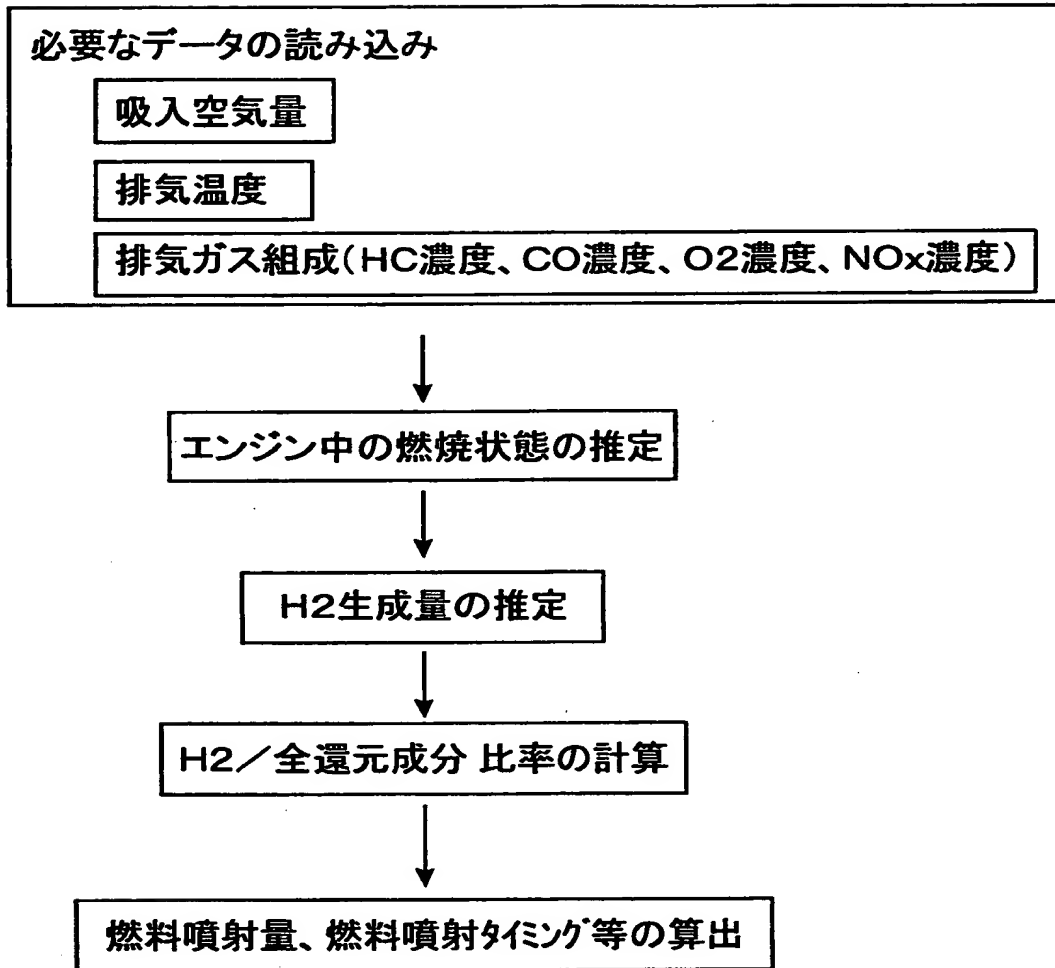 必要なデータの読み込み
吸入空気量
排気温度
排気ガス組成(HC濃度、CO濃度、O2濃度、NOx濃度)
エンジン中の燃焼状態の推定
H2生成量の推定
H2／全還元成分 比率の計算
燃料噴射量、燃料噴射ﾀｲﾐﾝｸﾞ等の算出